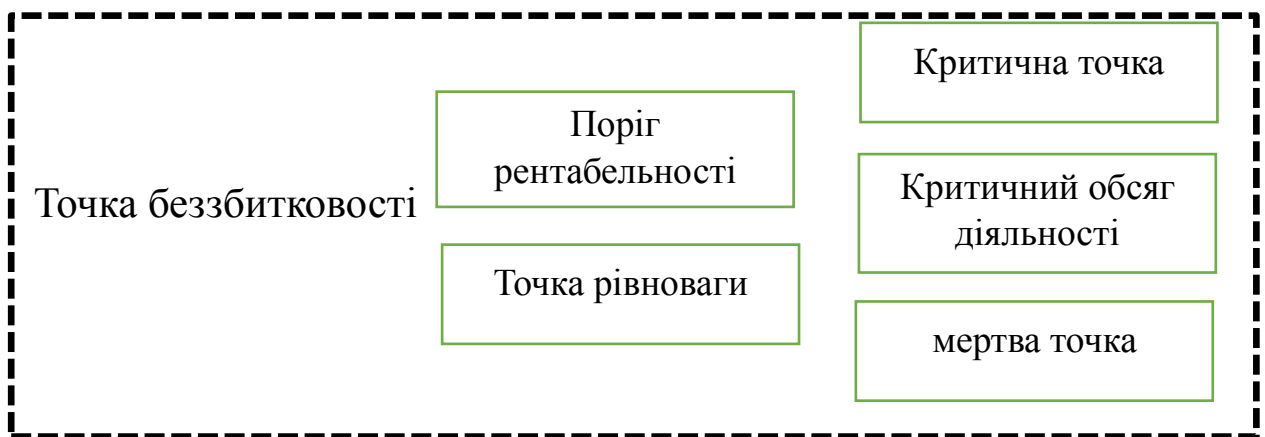 Точка беззбитковості
Поріг
рентабельності
Точка рівноваги
Критична точка
Критичний обсяг
діяльності
мертва точка